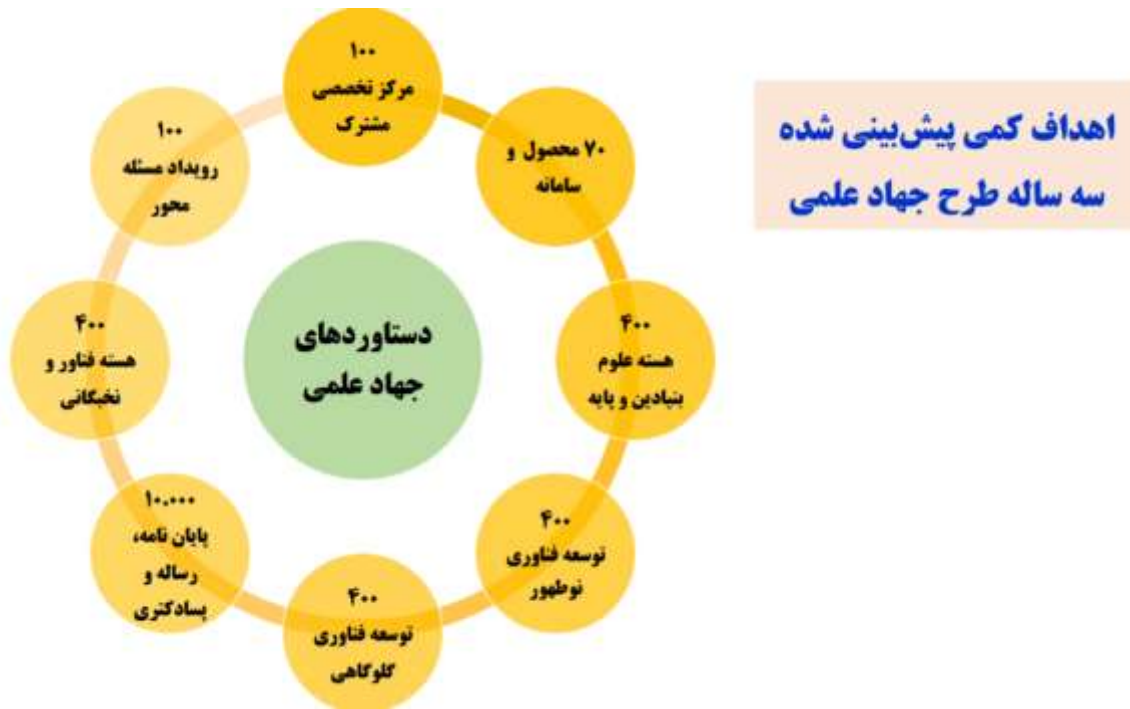 اهداف کمی پیش‌بینی شده
سه ساله طرح جهاد علمی
دستاوردهای
جهاد علمی
۱۰۰
مرکز تخصصی
مشترک
۷۰ محصول و
سامانه
۴۰۰
هسته علوم
بنیادین و پایه
۴۰۰
توسعه فناوری
نوظهور
۴۰۰
توسعه فناوری
گلوگاهی
۱۰.۰۰۰
پایان نامه،
رساله و
پسادکتری
۴۰۰
هسته فناور و
نخبگانی
۱۰۰
رویداد مسئله
محور